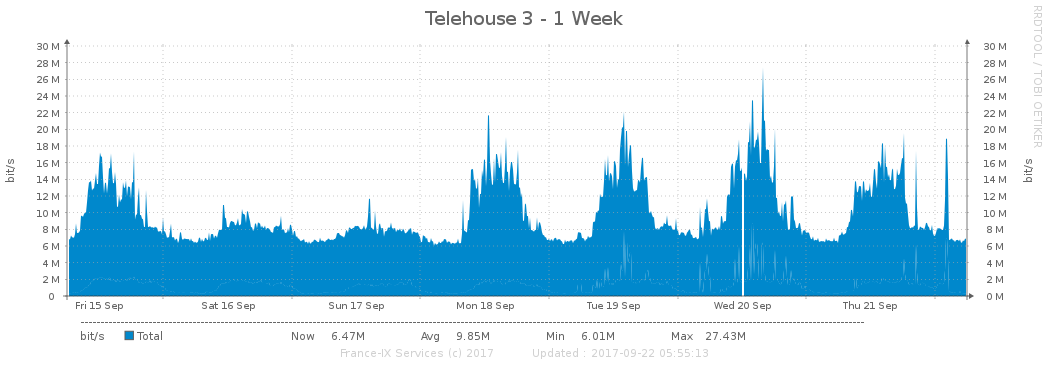 Telehouse 3 - 1 Week
RRDTOOL / TOBI OETIKER
bit/s
30 M
28 M
26 M
24 M
22 M
20 M
18 M
16 M
14 M
12 M
10 M
8 M
6 M
4 M
2 M
0
30 M
28 M
26 M
24 M
22 M
20 M
18 M
16 M
14 M
12 M
10 M
8 M
6 M
4 M
2 M
0 M
bit/s
Fri 15 Sep Sat 16 Sep Sun 17 Sep Mon 18 Sep Tue 19 Sep Wed 20 Sep Thu 21 Sep
bit/s Total Now 6.47M Avg 9.85M Min 6.01M Max 27.43M
France-IX Services (c) 2017 Updated : 2017-09-22 05:55:13